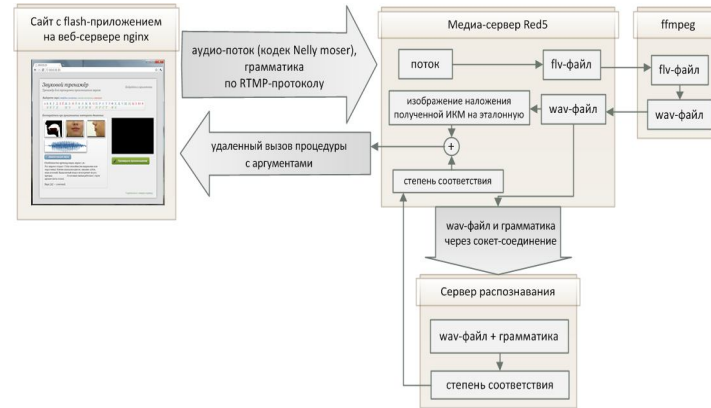 Сайт с flash-приложением
на веб-сервере nginx
Звуковой тренажёр
аудио-поток (кодек Nelly moser),
грамматика
по RTMP-протоколу
удаленный вызов процедуры
с аргументами
Медиа-сервер Red5
поток
flv-файл
изображение наложения
полученной ИКМ на эталонную
wav-файл
+
степень соответствия
ffmpeg
flv-файл
wav-файл
wav-файл и грамматика
через сокет-соединение
Сервер распознавания
wav-файл + грамматика
степень соответствия